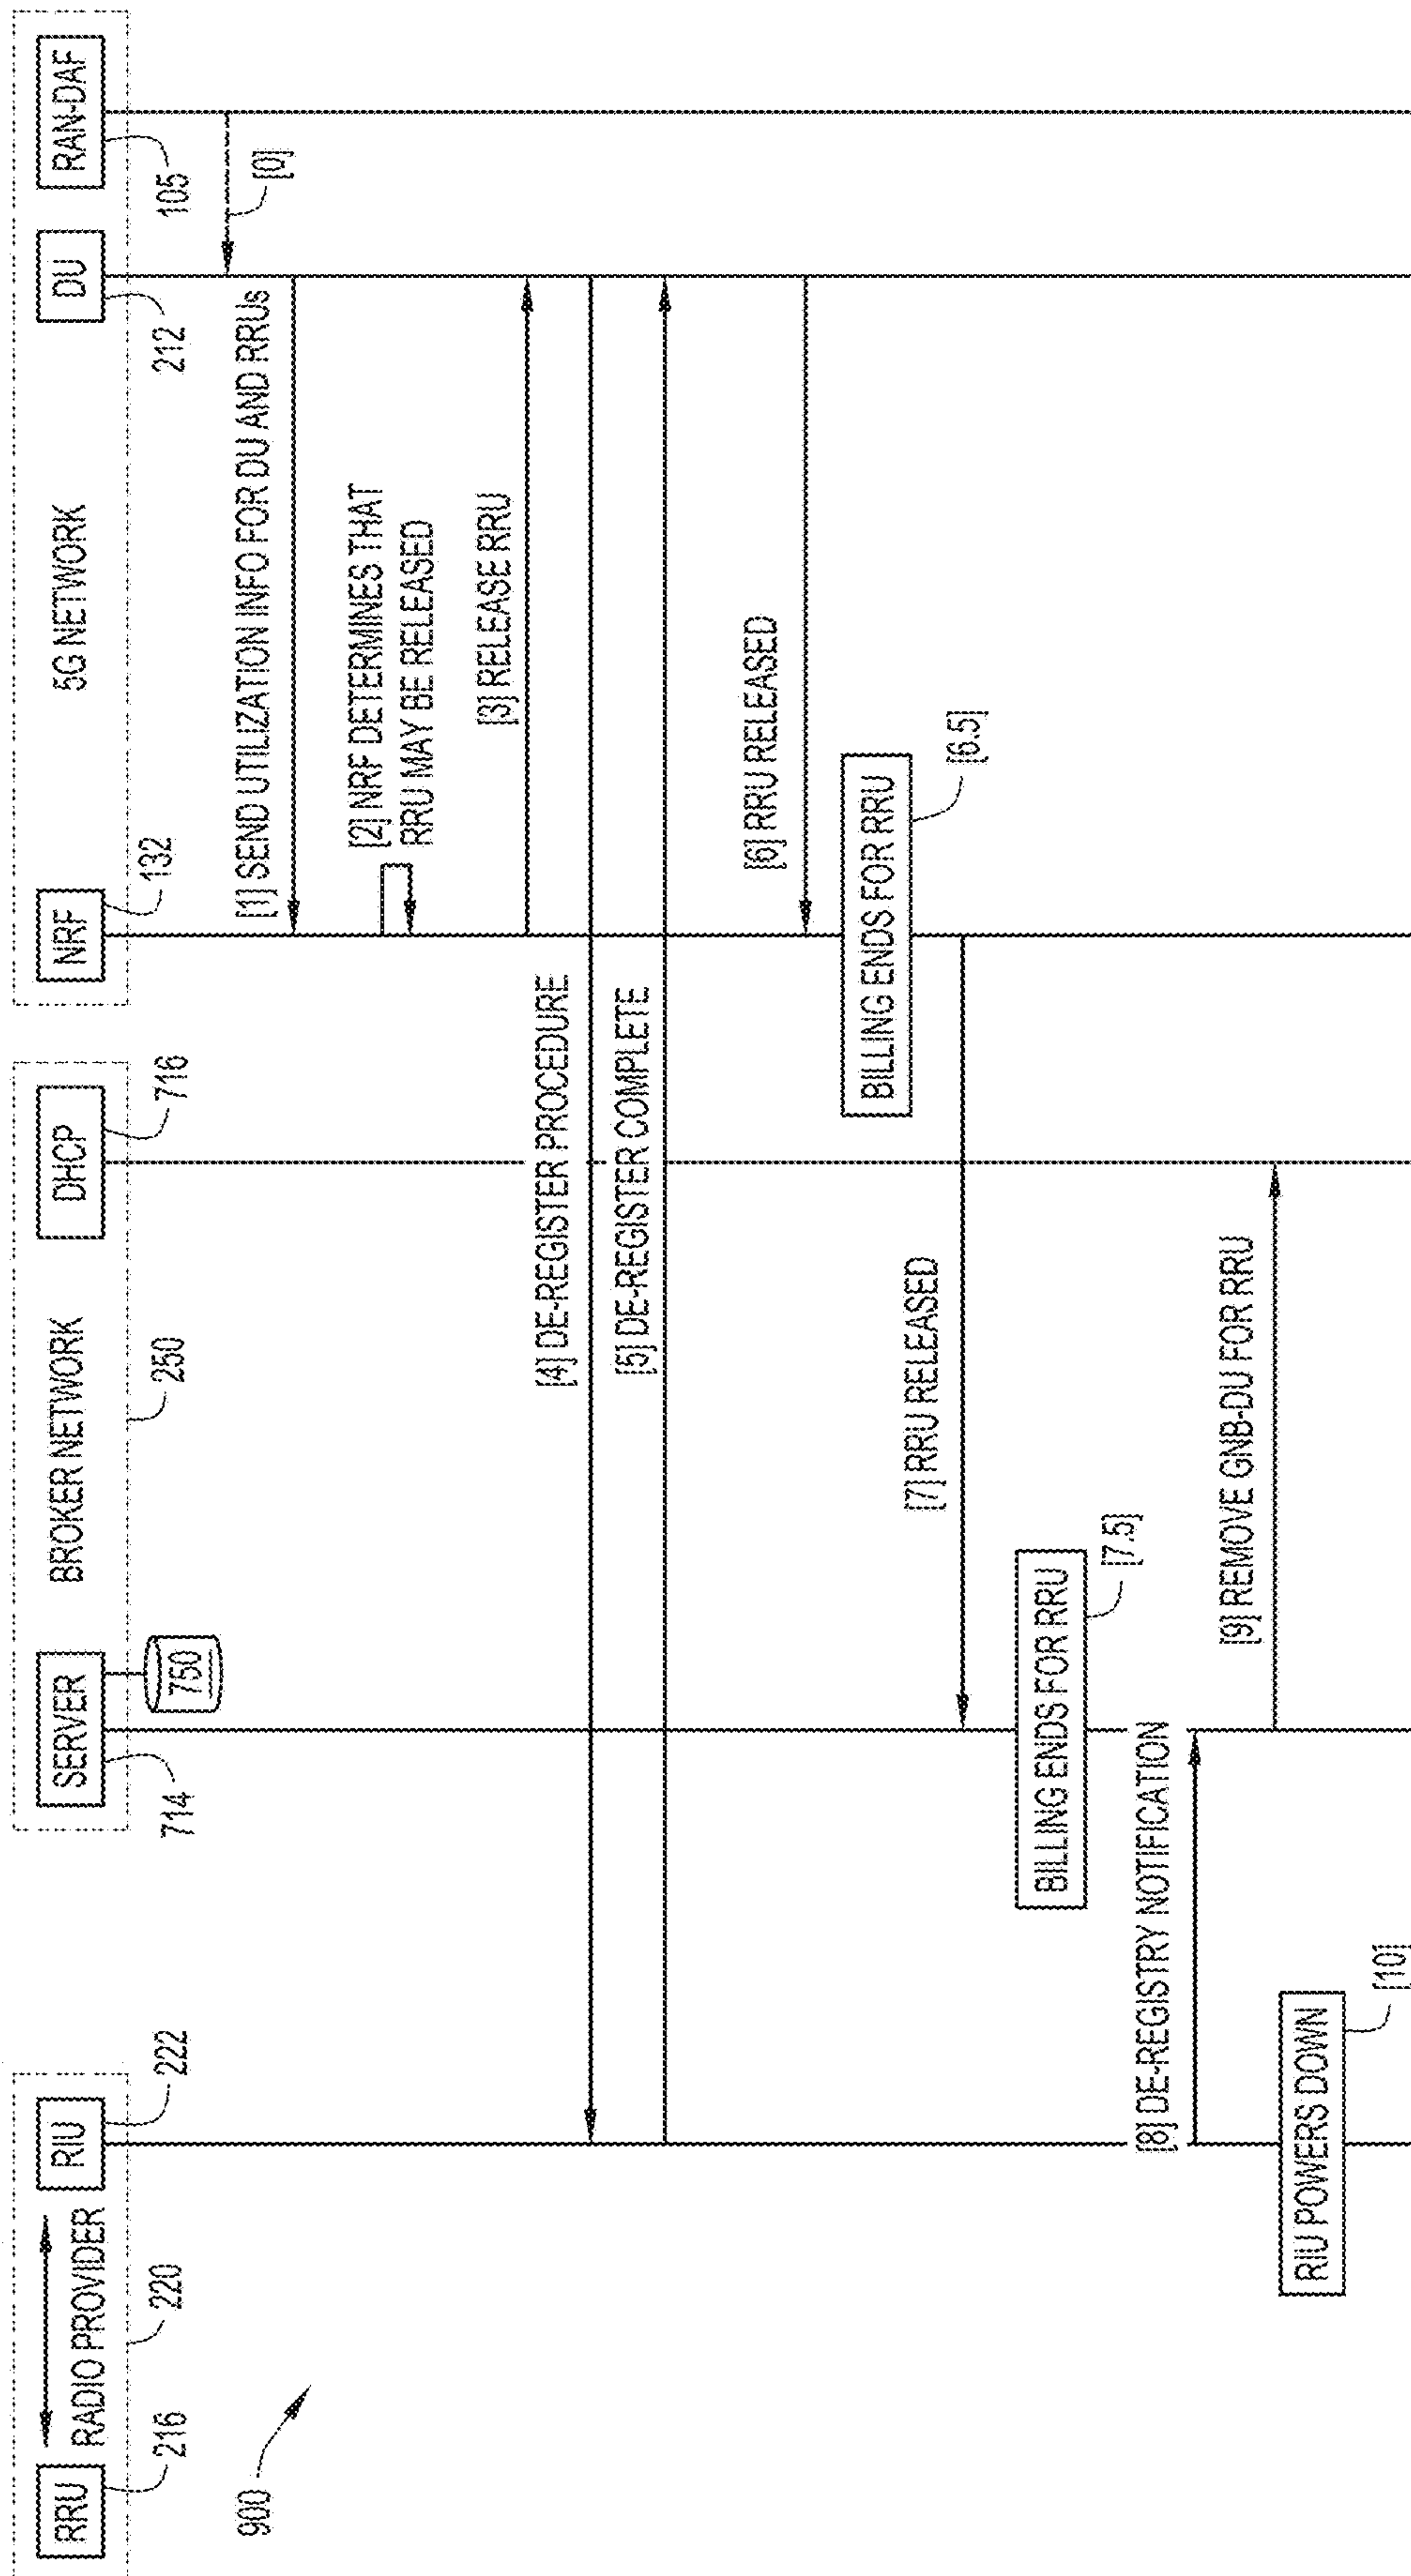 RRU
RADIO PROVIDER
RIU
216
220
222
SERVER
BROKER NETWORK
DHCP
714
750
250
716
NRF
5G NETWORK
DU
RAN-DAF
132
212
105
900
[0]
[1] SEND UTILIZATION INFO FOR DU AND RRUs
[2] NRF DETERMINES THAT
RRU MAY BE RELEASED
[3] RELEASE RRU
[4] DE-REGISTER PROCEDURE
[5] DE-REGISTER COMPLETE
[6] RRU RELEASED
BILLING ENDS FOR RRU
[6.5]
[7] RRU RELEASED
BILLING ENDS FOR RRU
[7.5]
[8] DE-REGISTRY NOTIFICATION
[9] REMOVE GNB-DU FOR RRU
RIU POWERS DOWN
[10]